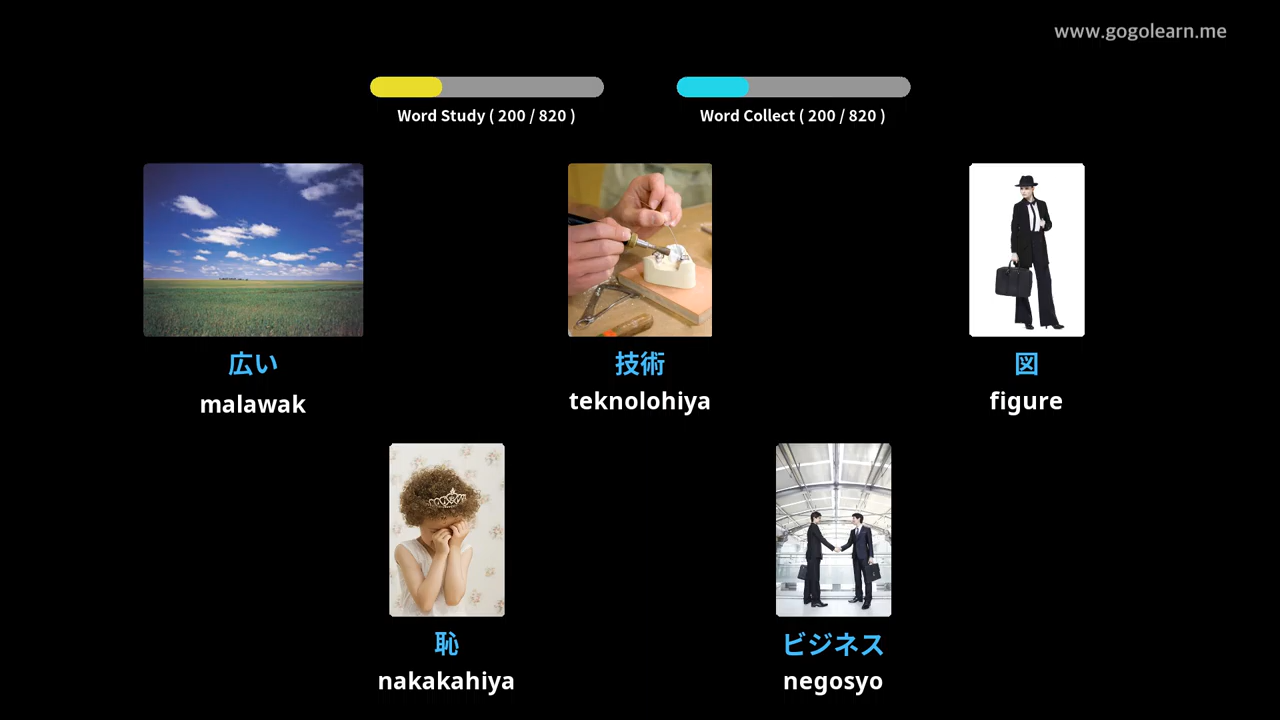 www.gogolearn.me
Word Study ( 200 / 820 )
Word Collect ( 200 / 820 )
広い
malawak
技術
teknolohiya
図
figure
恥
nakakahiya
ビジネス
negosyo